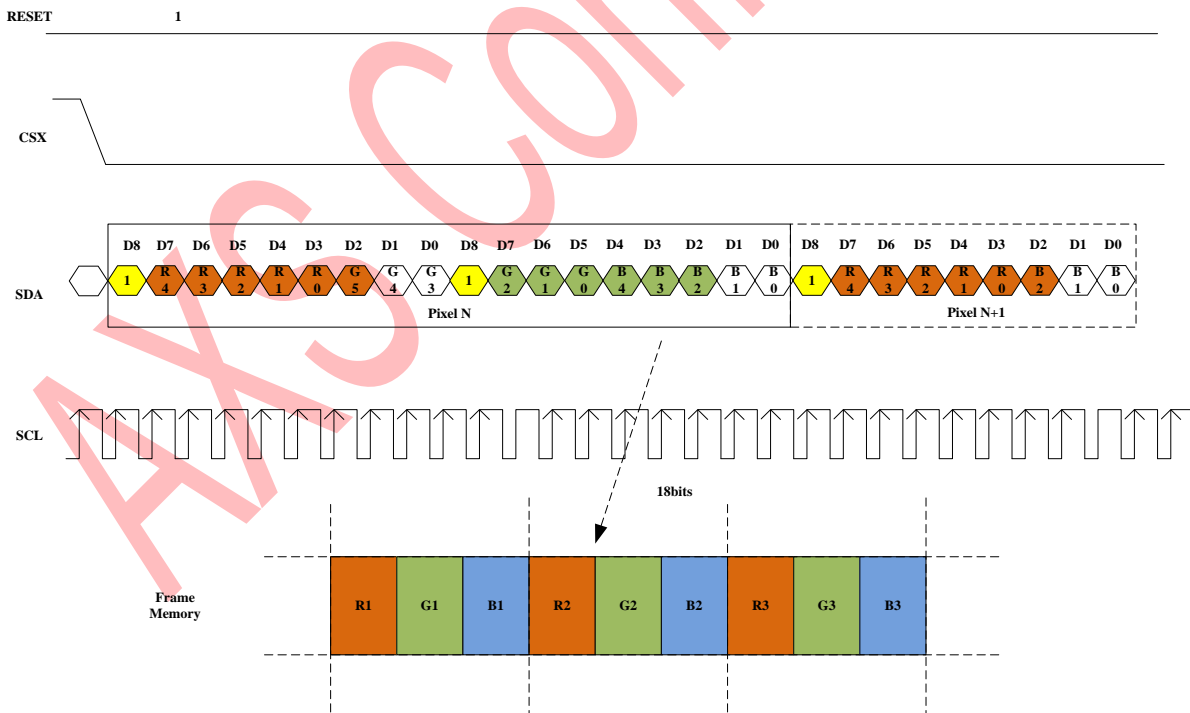 RESET 1
CSX
D8 D7 D6 D5 D4 D3 D2 D1 D0 D8 D7 D6 D5 D4 D3 D2 D1 D0 D8 D7 D6 D5 D4 D3 D2 D1 D0
SDA 1 R4 R3 R2 R1 R0 G5 G4 G3 1 G2 G1 G0 B4 B3 B2 B1 B0 1 R4 R3 R2 R1 R0 B2 B1 B0
Pixel N Pixel N+1
SCL
18bits
Frame
Memory
R1 G1 B1 R2 G2 B2 R3 G3 B3
AXS Con